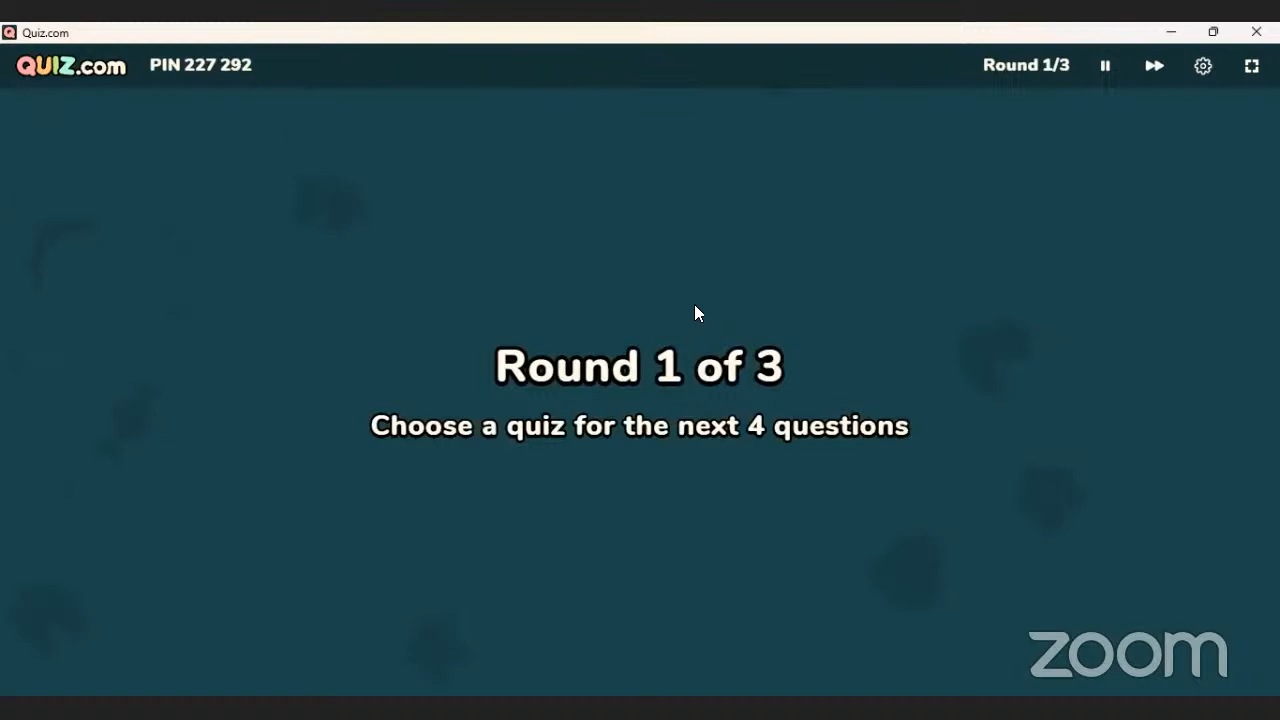 Quiz.com
QUIZ.com PIN 227 292 Round 1/3
Round 1 of 3
Choose a quiz for the next 4 questions
zoom